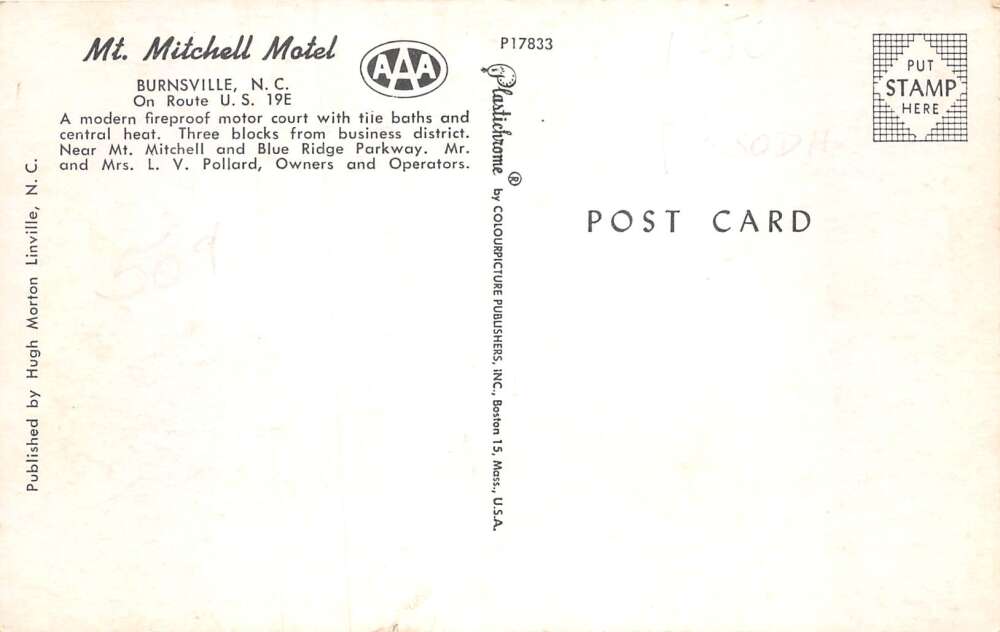 Mt. Mitchell Motel
BURNSVILLE, N. C.
On Route U. S. 19E
AAA
A modern fireproof motor court with tile baths and
central heat. Three blocks from business district.
Near Mt. Mitchell and Blue Ridge Parkway. Mr.
and Mrs. L. V. Pollard, Owners and Operators.
Published by Hugh Morton Linville, N. C.
P17833
Plastichrome ® by COLOURPICTURE PUBLISHERS, INC., Boston 15, Mass., U.S.A.
PUT
STAMP
HERE
POST CARD